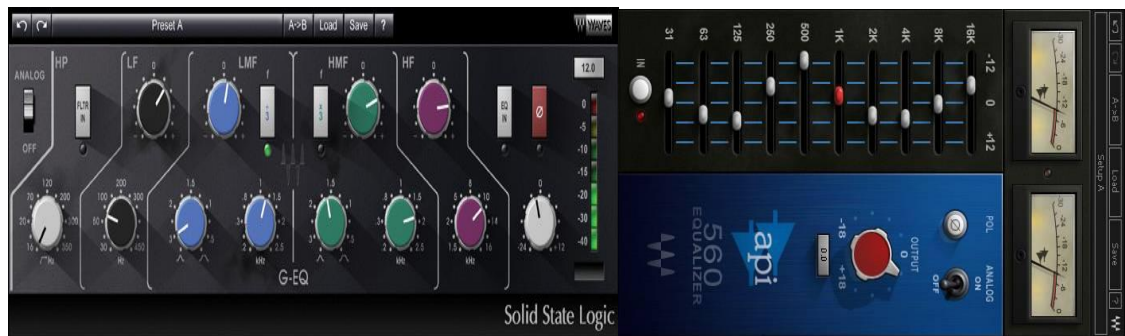 Preset A A->B Load Save ? WAVES
ANALOG HP LF LMF HMF HF 12.0
FLTR IN
EQ IN
Ø
OFF
0
-5
-10
-15
-20
-30
-40
G-EQ
Solid State Logic
31 63 125 250 500 1K 2K 4K 8K 16K
-12 0 +12
IN
api
560
EQUALIZER
-18 +18
OUTPUT
0
0.0
POL
Ø
ANALOG
ON
OFF
Setup A
A->B Load Save ?